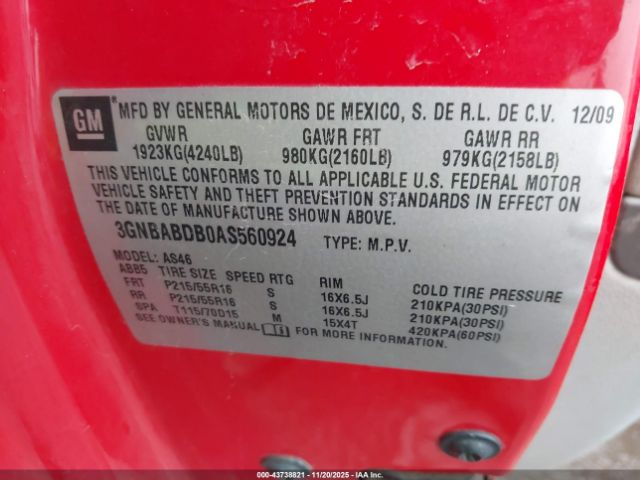 GM ® MFD BY GENERAL MOTORS DE MEXICO, S. DE R.L. DE C.V. 12/09
GVWR GAWR FRT GAWR RR
1923KG(4240LB) 980KG(2160LB) 979KG(2158LB)
THIS VEHICLE CONFORMS TO ALL APPLICABLE U.S. FEDERAL MOTOR
VEHICLE SAFETY AND THEFT PREVENTION STANDARDS IN EFFECT ON
THE DATE OF MANUFACTURE SHOWN ABOVE.
3GNBABDB0AS560924 TYPE: M.P.V.
MODEL: AS46
ABB5 TIRE SIZE SPEED RTG RIM COLD TIRE PRESSURE
FRT P215/55R16 S 16X6.5J 210KPA(30PSI)
RR P215/55R16 S 16X6.5J 210KPA(30PSI)
SPA T115/70D15 M 15X4T 420KPA(60PSI)
SEE OWNER'S MANUAL FOR MORE INFORMATION.
© IAA - 43738821 - 11/20/2025 - IAAI.COM